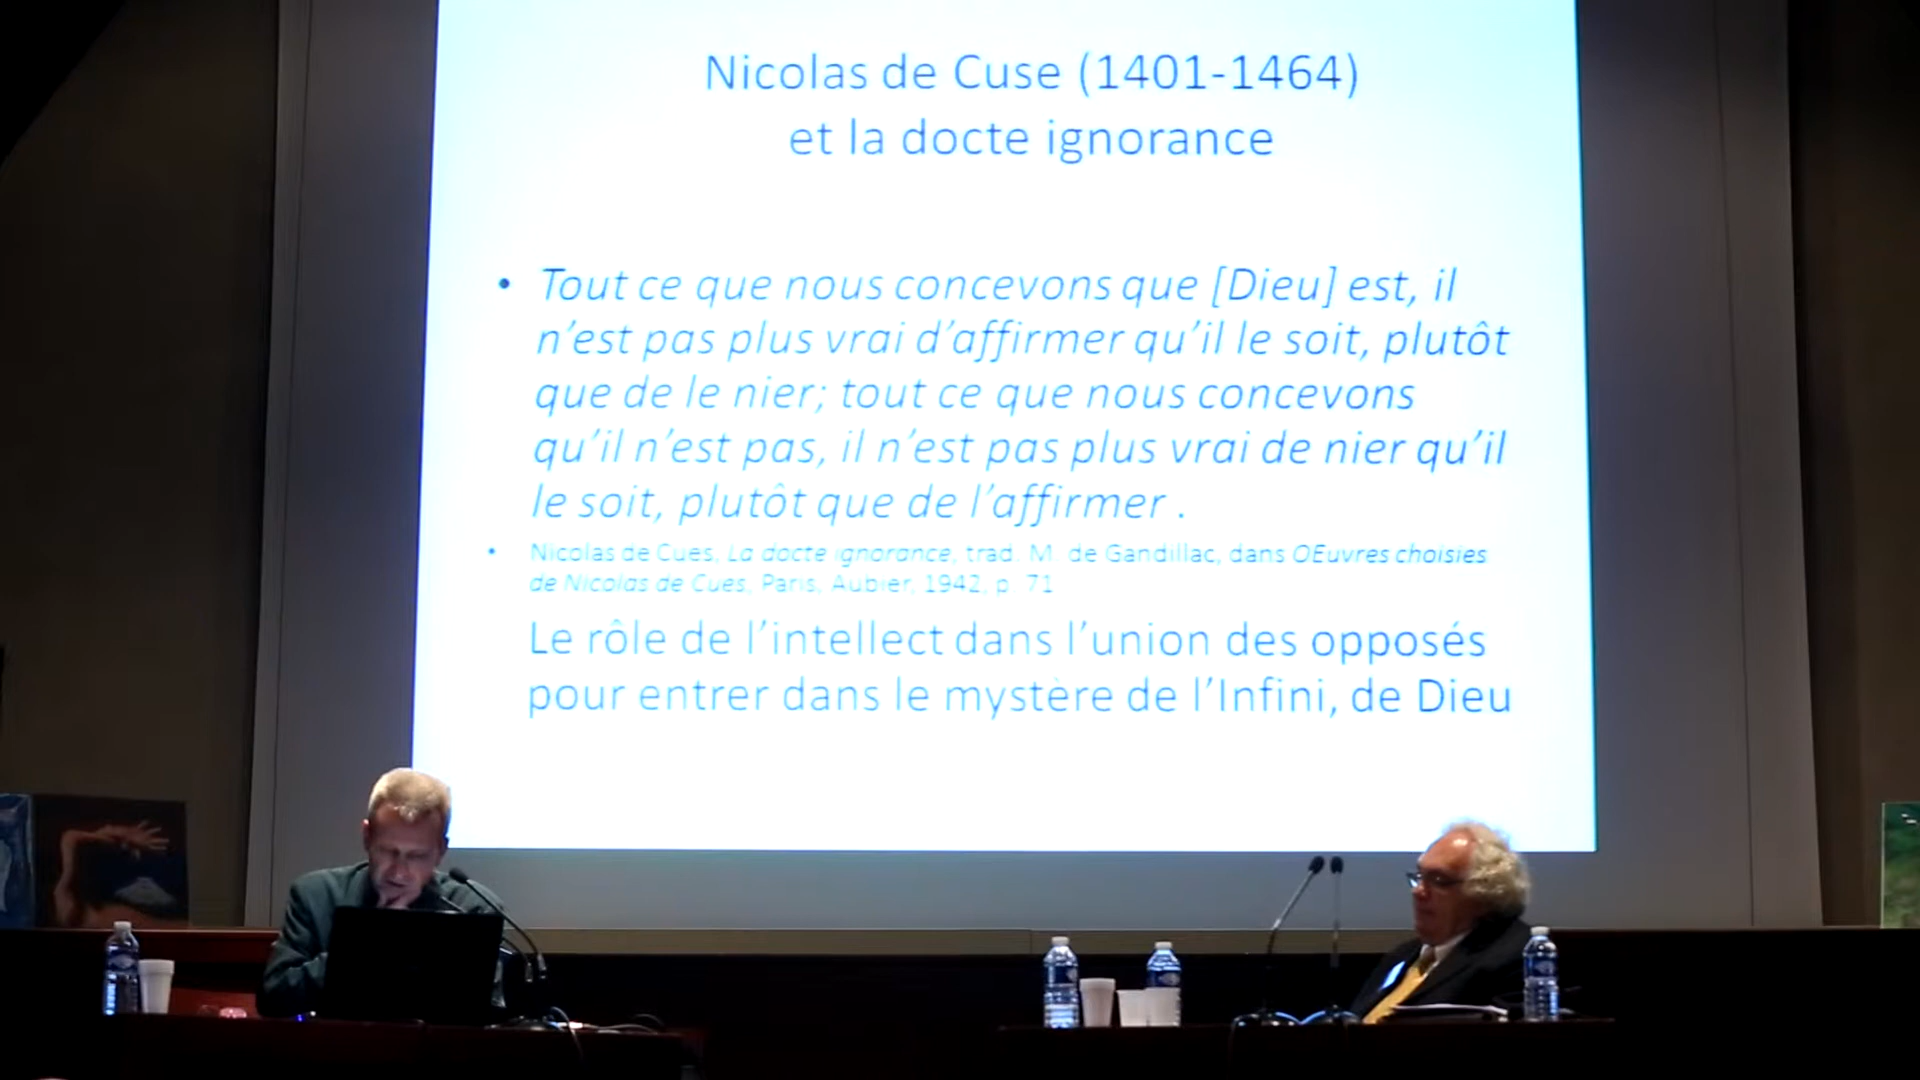 Nicolas de Cuse (1401-1464)
et la docte ignorance
• Tout ce que nous concevons que [Dieu] est, il
n’est pas plus vrai d’affirmer qu’il le soit, plutôt
que de le nier; tout ce que nous concevons
qu’il n’est pas, il n’est pas plus vrai de nier qu’il
le soit, plutôt que de l’affirmer .
• Nicolas de Cues, La docte ignorance, trad. M. de Gandillac, dans OEuvres choisies
de Nicolas de Cues, Paris, Aubier, 1942, p. 71
Le rôle de l’intellect dans l’union des opposés
pour entrer dans le mystère de l’Infini, de Dieu